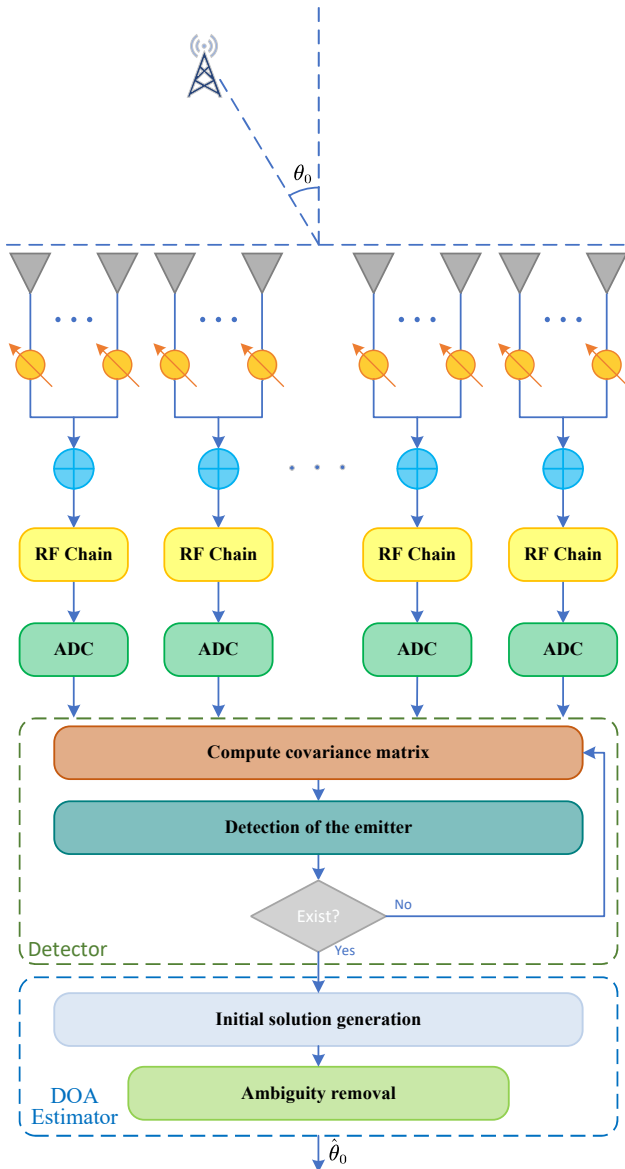 θ₀
RF Chain
RF Chain
RF Chain
RF Chain
ADC
ADC
ADC
ADC
Compute covariance matrix
Detection of the emitter
Exist?
No
Yes
Detector
Initial solution generation
Ambiguity removal
DOA
Estimator
θ̂₀